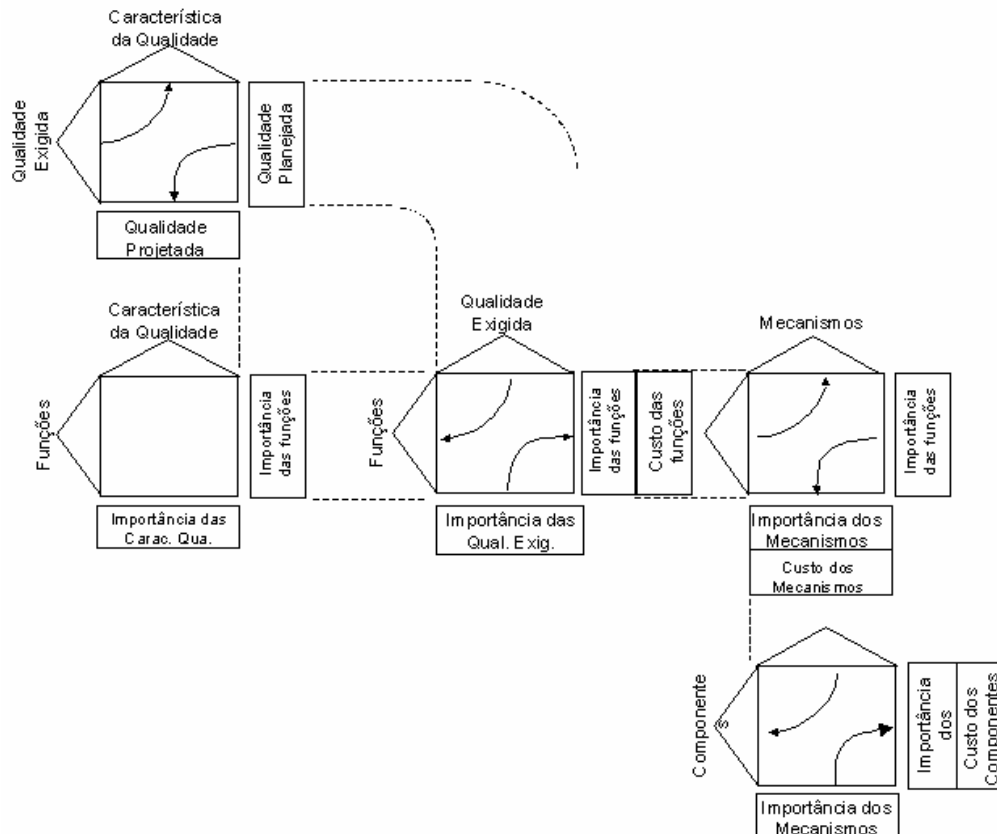 Característica
da Qualidade
Qualidade
Exigida
Qualidade
Planejada
Qualidade
Projetada
Característica
da Qualidade
Funções
Importância
das funções
Importância das
Carac. Qua.
Qualidade
Exigida
Funções
Importância
das funções
Custo das
funções
Importância das
Qual. Exig.
Mecanismos
Importância
das funções
Importância dos
Mecanismos
Custo dos
Mecanismos
Componente
s
Importância
dos
Custo dos
Componentes
Importância dos
Mecanismos